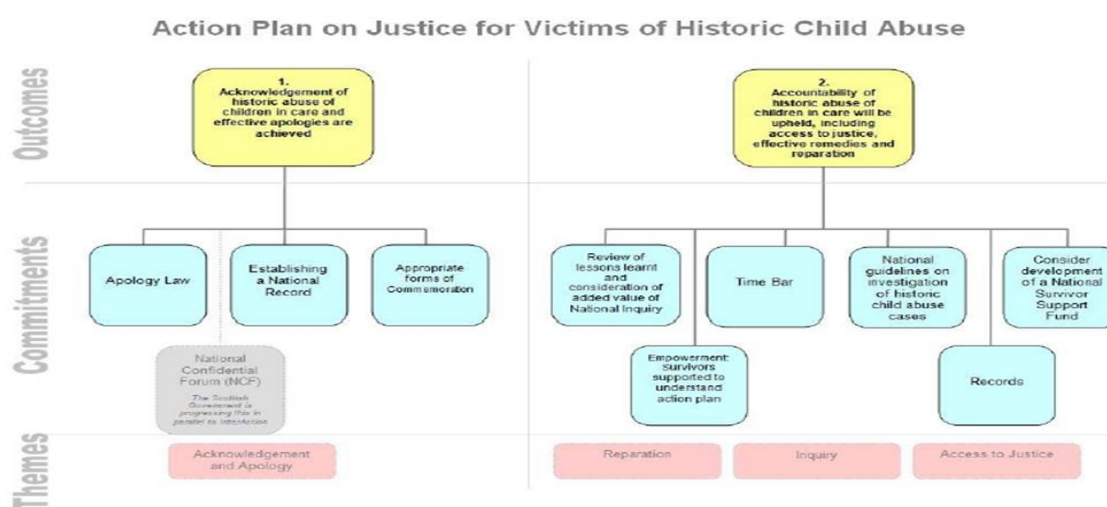 Action Plan on Justice for Victims of Historic Child Abuse
Outcomes
1.
Acknowledgement of
historic abuse of
children in care and
effective apologies are
achieved
2.
Accountability of
historic abuse of
children in care will be
upheld, including
access to justice,
effective remedies and
reparation
Commitments
Apology Law
Establishing
a National
Record
Appropriate
forms of
Commemoration
Review of
lessons learnt
and
consideration of
added value of
National Inquiry
Time Bar
National
guidelines on
investigation
of historic
child abuse
cases
Consider
development
of a National
Survivor
Support
Fund
National
Confidential
Forum (NCF)
The Scottish
Government is
progressing this in
parallel to InterAction
Empowerment:
Survivors
supported to
understand
action plan
Records
Themes
Acknowledgement
and Apology
Reparation
Inquiry
Access to Justice